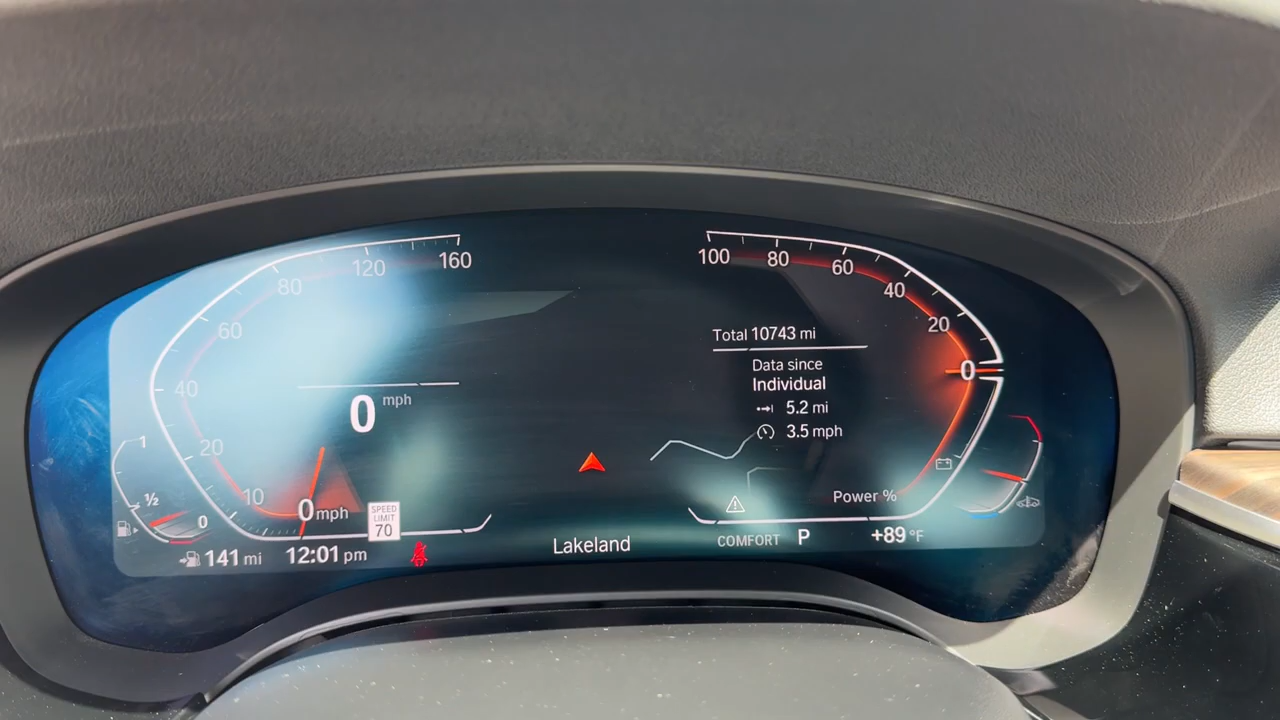 160
120
80
60
40
20
10
0 mph
0 mph
SPEED
LIMIT
70
1
½
0
141 mi
12:01 pm
Lakeland
100
80
60
40
20
0
Total 10743 mi
Data since
Individual
5.2 mi
3.5 mph
Power %
COMFORT P
+89 °F